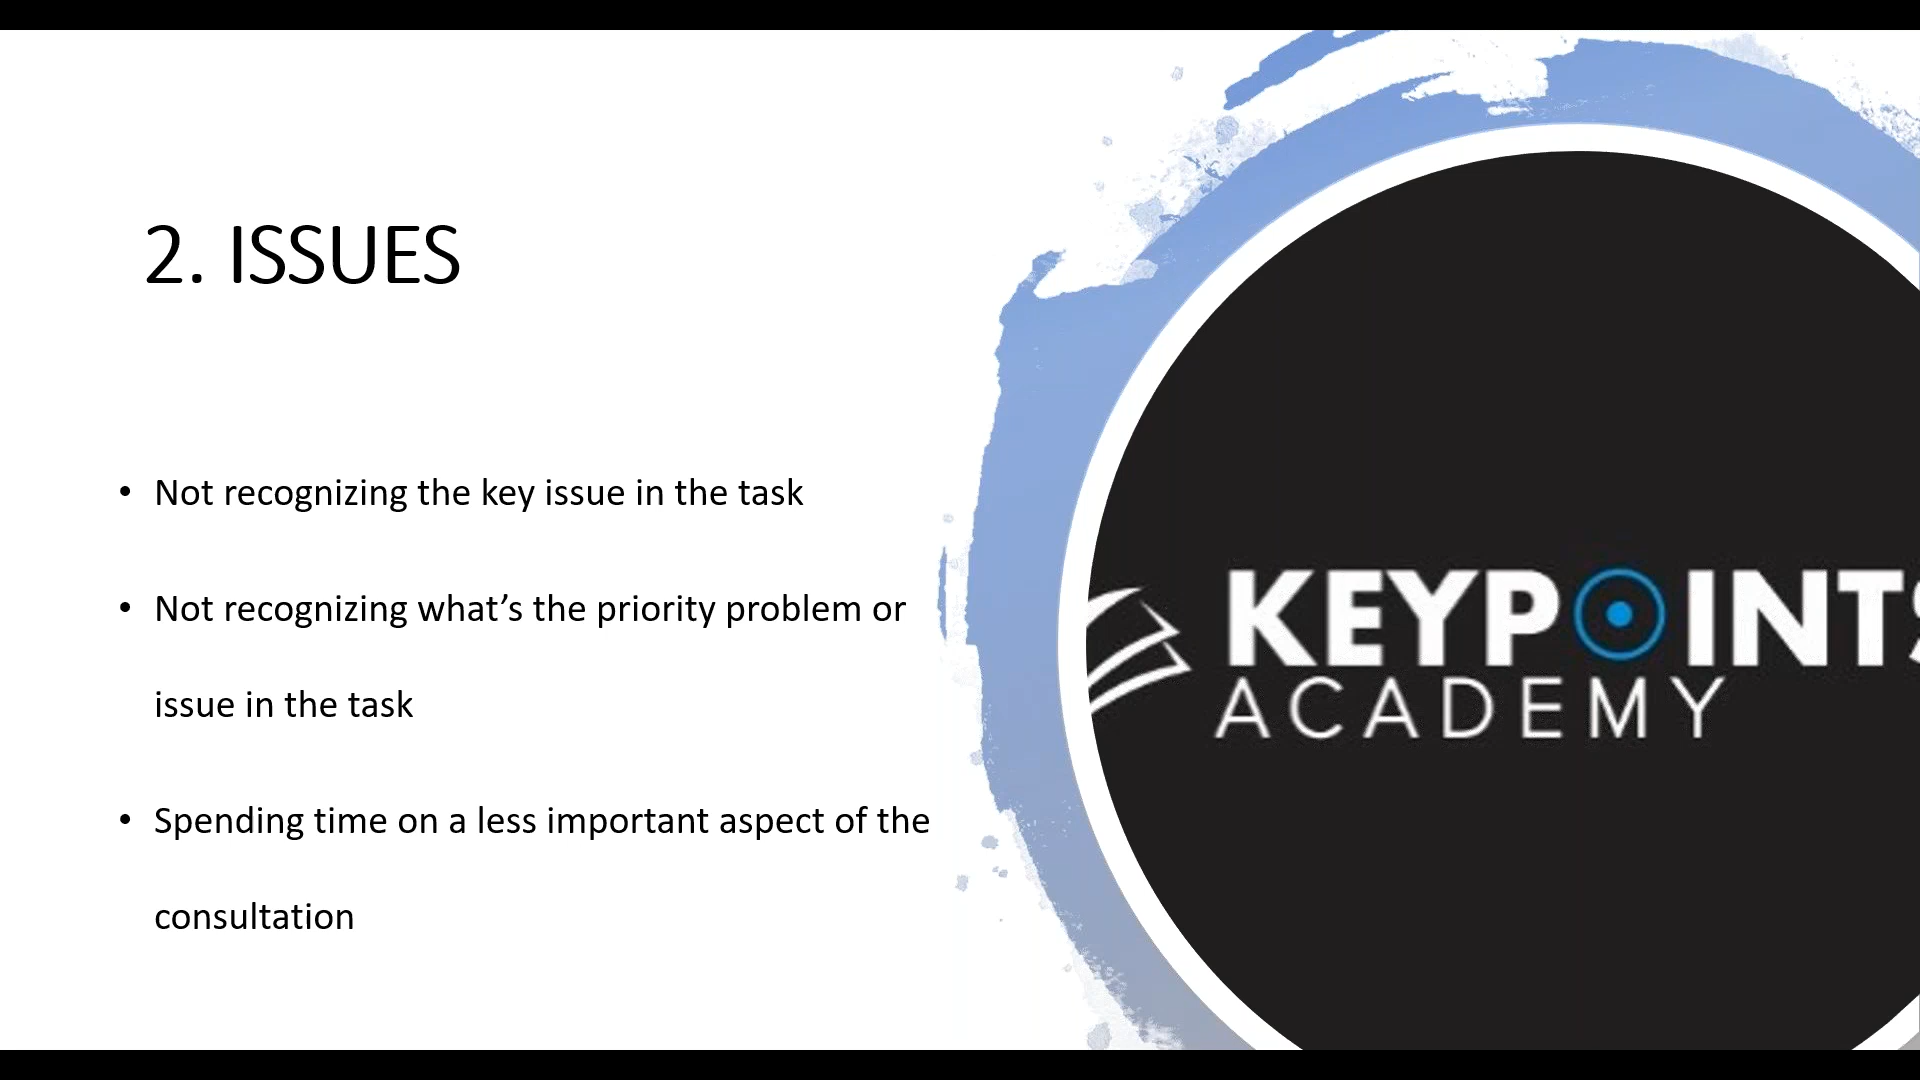 2. ISSUES
• Not recognizing the key issue in the task
• Not recognizing what’s the priority problem or
issue in the task
• Spending time on a less important aspect of the
consultation
KEYPOINTS
ACADEMY